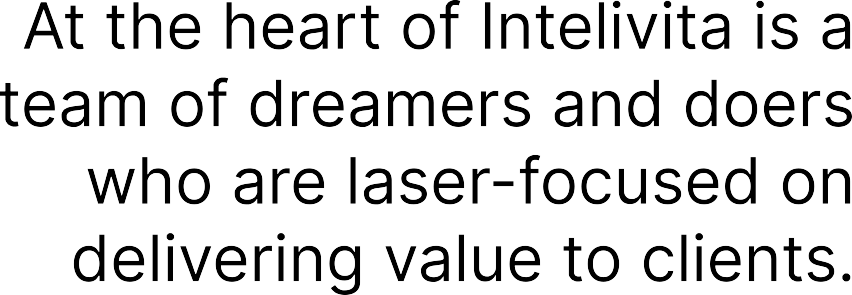 At the heart of Intelivita is a
team of dreamers and doers
who are laser-focused on
delivering value to clients.